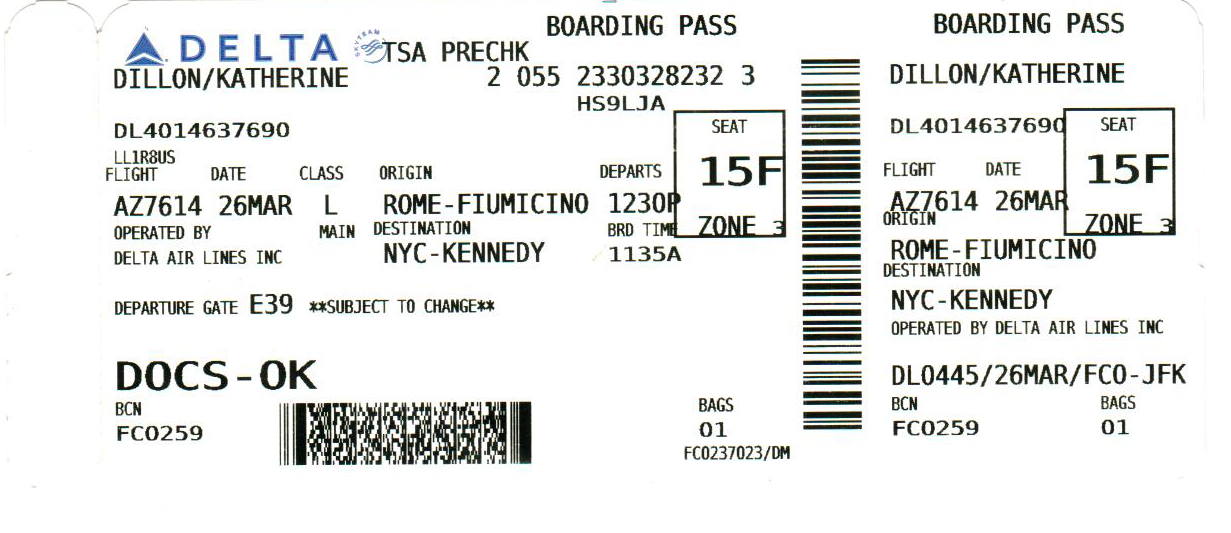 BOARDING PASS
DELTA SKYTEAM TSA PRECHK
DILLON/KATHERINE 2 055 2330328232 3
HS9LJA
DL4014637690
SEAT
LL1R8US
15F
FLIGHT DATE CLASS ORIGIN DEPARTS
AZ7614 26MAR L ROME-FIUMICINO 1230P
ZONE 3
OPERATED BY MAIN DESTINATION BRD TIME
DELTA AIR LINES INC NYC-KENNEDY 1135A
DEPARTURE GATE E39 **SUBJECT TO CHANGE**
DOCS-OK
BCN BAGS
FC0259 01
FC0237023/DM
BOARDING PASS
DILLON/KATHERINE
DL4014637690
SEAT
15F
FLIGHT DATE
AZ7614 26MAR
ZONE 3
ORIGIN
ROME-FIUMICINO
DESTINATION
NYC-KENNEDY
OPERATED BY DELTA AIR LINES INC
DL0445/26MAR/FCO-JFK
BCN BAGS
FC0259 01